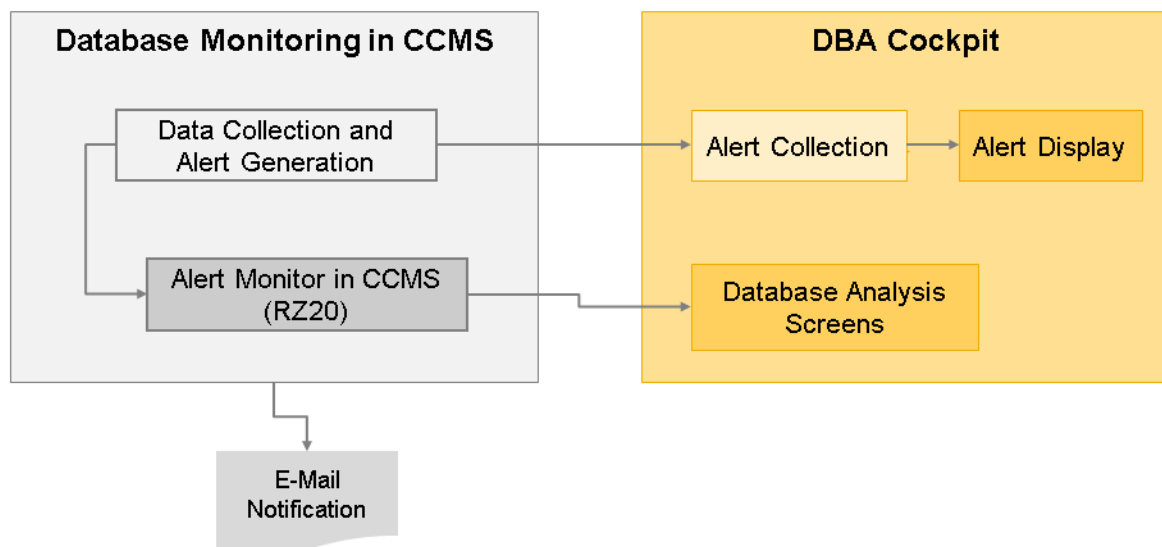 Database Monitoring in CCMS
DBA Cockpit
Data Collection and
Alert Generation
Alert Collection
Alert Display
Alert Monitor in CCMS
(RZ20)
Database Analysis
Screens
E-Mail
Notification